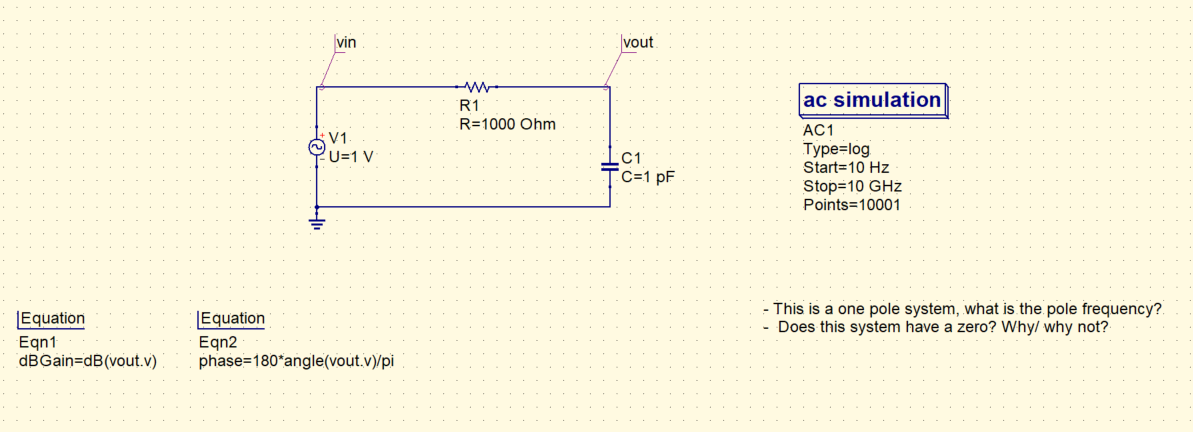 vin
vout
R1
R=1000 Ohm
V1
U=1 V
C1
C=1 pF
ac simulation
AC1
Type=log
Start=10 Hz
Stop=10 GHz
Points=10001
Equation
Eqn1
dBGain=dB(vout.v)
Equation
Eqn2
phase=180*angle(vout.v)/pi
- This is a one pole system, what is the pole frequency?
- Does this system have a zero? Why/ why not?